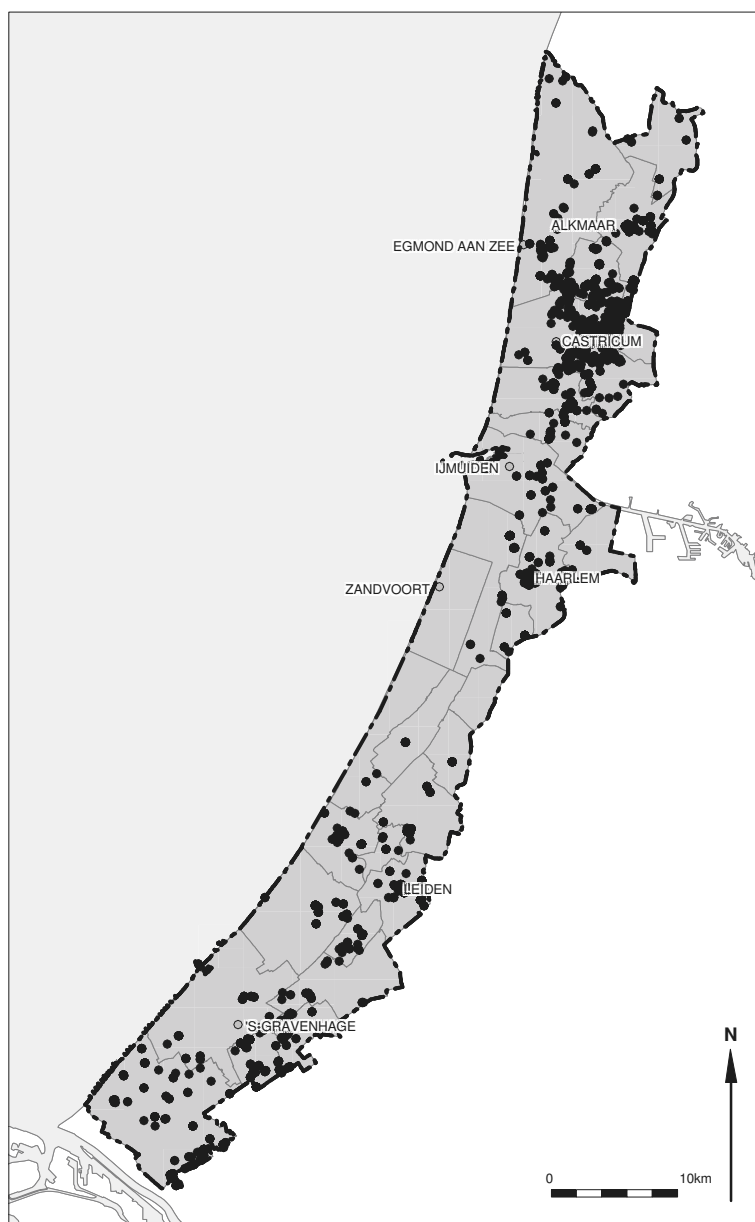 ALKMAAR
EGMOND AAN ZEE
CASTRICUM
IJMUIDEN
HAARLEM
ZANDVOORT
LEIDEN
'S-GRAVENHAGE
N
0 10km